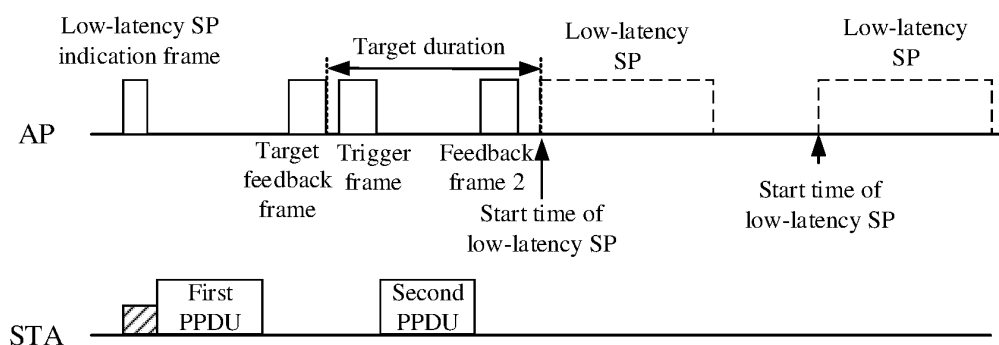 Low-latency SP
indication frame
Target duration
Low-latency
SP
Low-latency
SP
AP
Target
feedback
frame
Trigger
frame
Feedback
frame 2
Start time of
low-latency SP
Start time of
low-latency SP
First
PPDU
Second
PPDU
STA